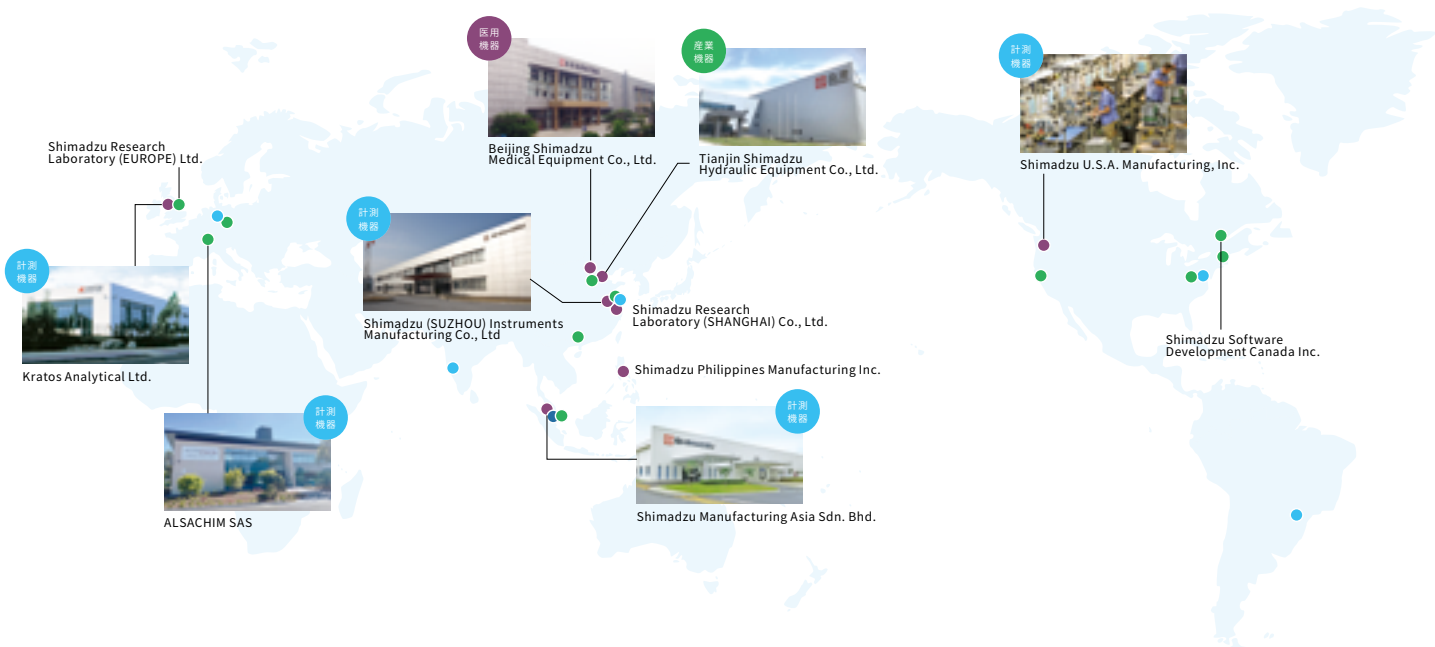 医用
機器
産業
機器
計測
機器
Shimadzu Research
Laboratory (EUROPE) Ltd.
Beijing Shimadzu
Medical Equipment Co., Ltd.
Tianjin Shimadzu
Hydraulic Equipment Co., Ltd.
Shimadzu U.S.A. Manufacturing, Inc.
計測
機器
計測
機器
Shimadzu (SUZHOU) Instruments
Manufacturing Co., Ltd
Shimadzu Research
Laboratory (SHANGHAI) Co., Ltd.
Shimadzu Software
Development Canada Inc.
Kratos Analytical Ltd.
Shimadzu Philippines Manufacturing Inc.
計測
機器
計測
機器
ALSACHIM SAS
Shimadzu Manufacturing Asia Sdn. Bhd.